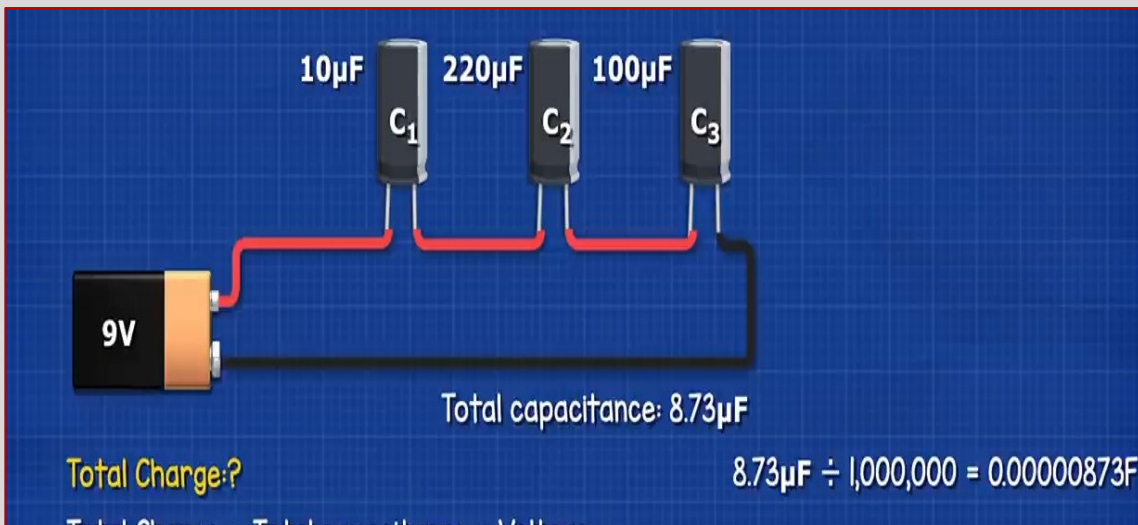 10µF 220µF 100µF
C₁ C₂ C₃
9V
Total capacitance: 8.73µF
Total Charge:?
8.73µF ÷ 1,000,000 = 0.00000873F